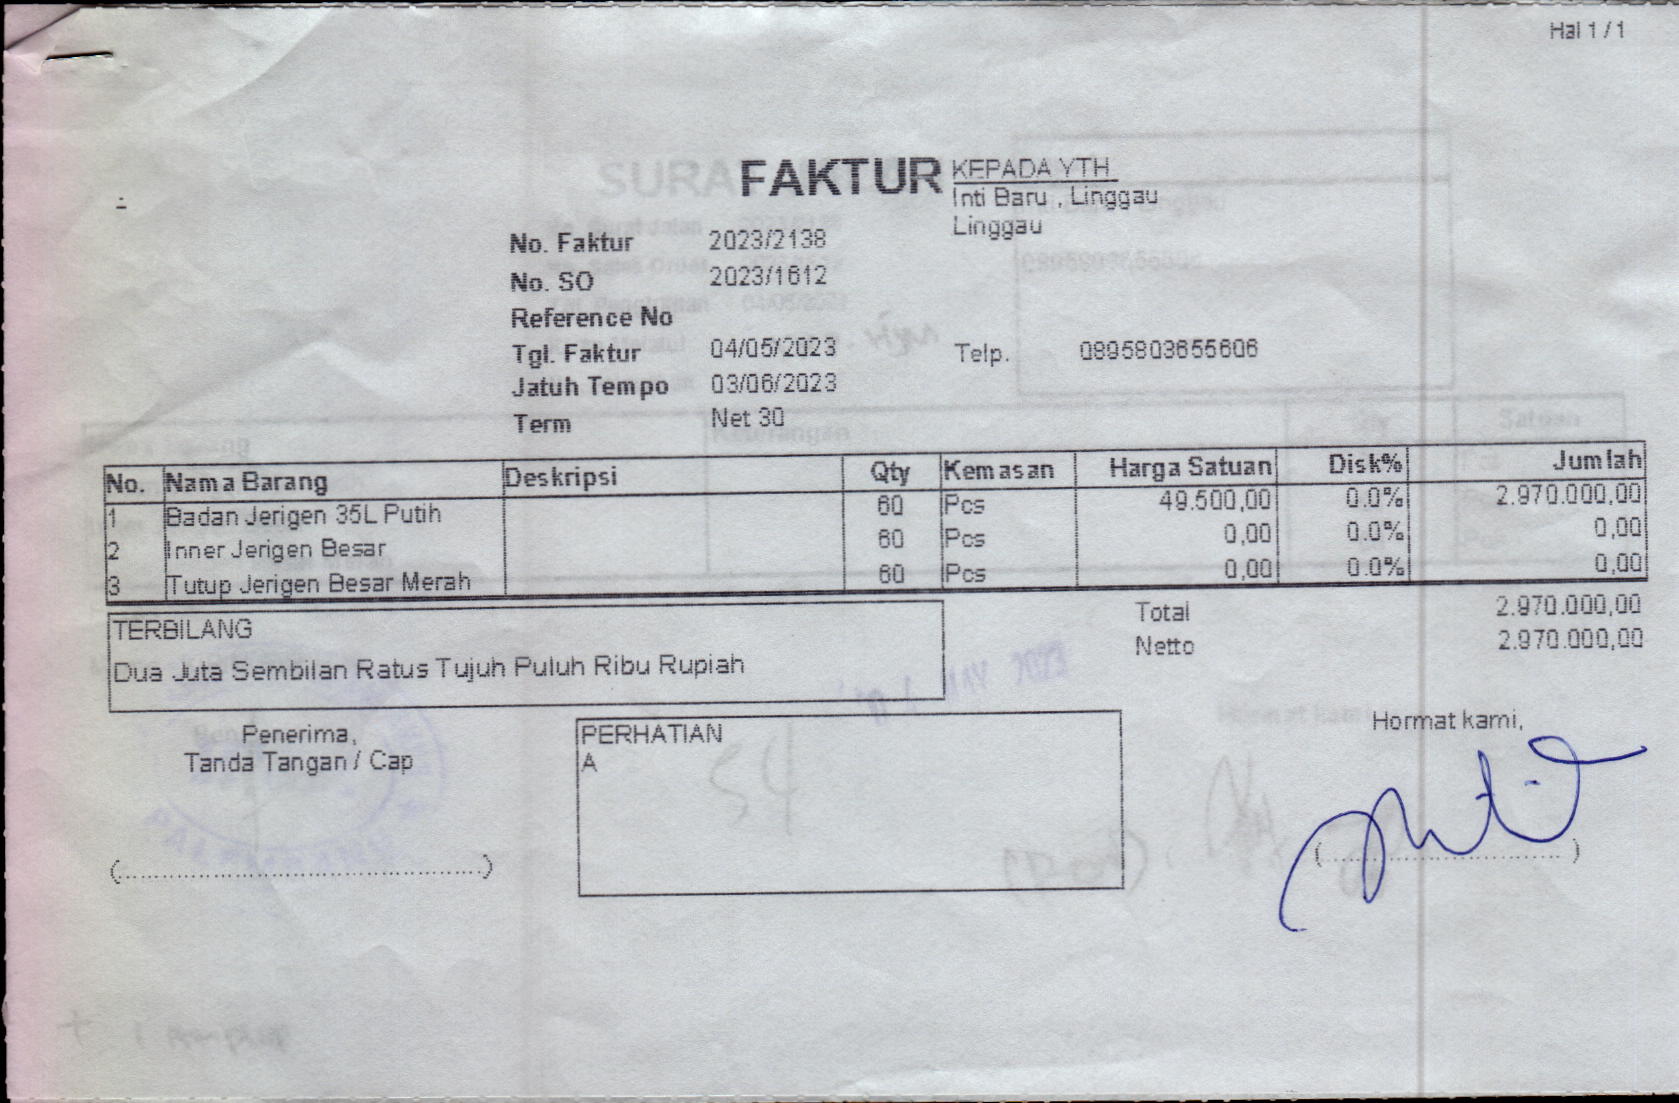 Hal 1 / 1
FAKTUR
KEPADA YTH
Inti Baru , Linggau
Linggau
No. Faktur 2023/2138
No. SO 2023/1612
Reference No
Tgl. Faktur 04/05/2023
Telp. 0895803655606
Jatuh Tempo 03/06/2023
Term Net 30
No. Nama Barang Deskripsi Qty Kemasan Harga Satuan Disk% Jumlah
1 Badan Jerigen 35L Putih 60 Pcs 49.500,00 0.0% 2.970.000,00
2 Inner Jerigen Besar 60 Pcs 0,00 0.0% 0,00
3 Tutup Jerigen Besar Merah 60 Pcs 0,00 0.0% 0,00
Total 2.970.000,00
Netto 2.970.000,00
TERBILANG
Dua Juta Sembilan Ratus Tujuh Puluh Ribu Rupiah
Penerima,
Tanda Tangan / Cap
(................................................)
PERHATIAN
A
Hormat kami,
(................................)